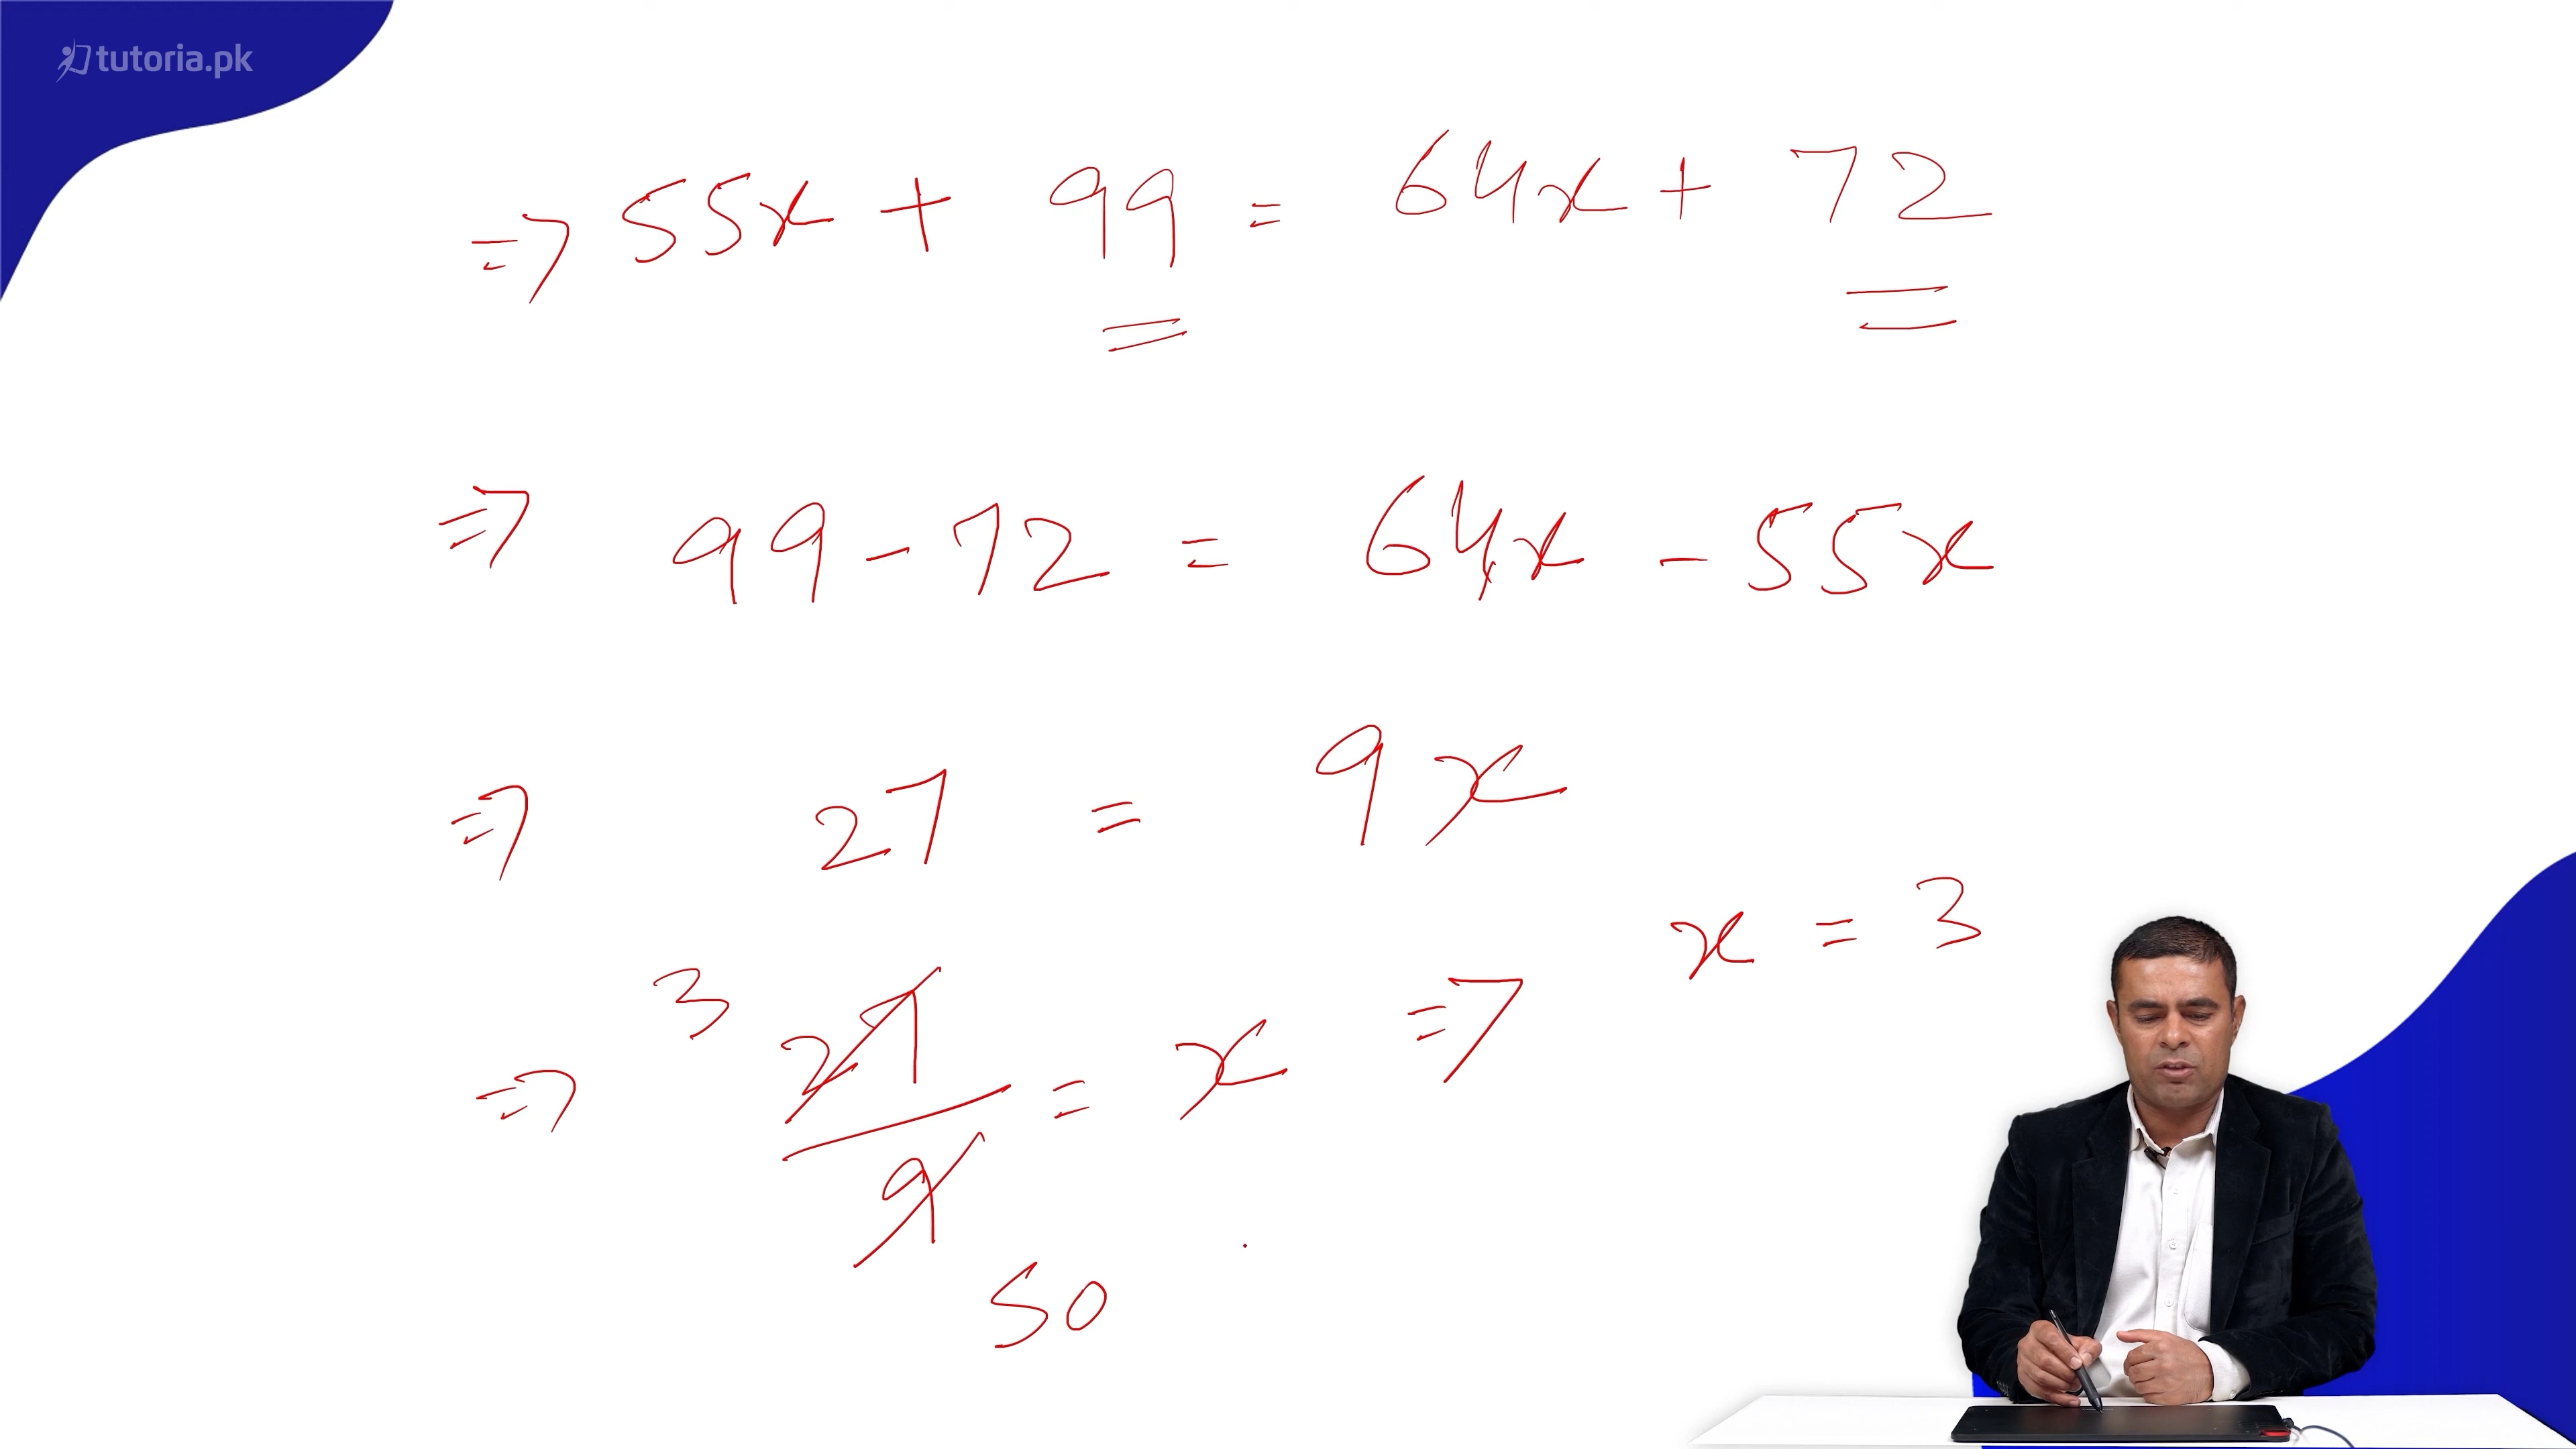 tutoria.pk
⇒ 55x + 99 = 64x + 72
⇒ 99 - 72 = 64x - 55x
⇒ 27 = 9x
⇒ 3 27/9 = x ⇒ x = 3
so